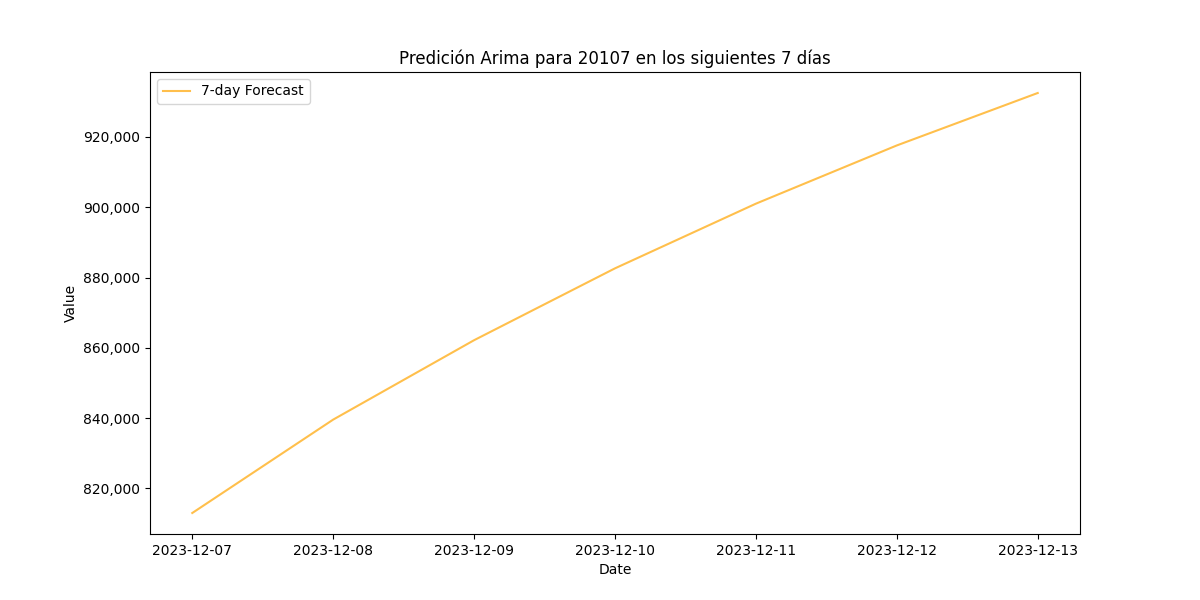 Predición Arima para 20107 en los siguientes 7 días
7-day Forecast
920,000
900,000
880,000
860,000
840,000
820,000
Value
2023-12-07 2023-12-08 2023-12-09 2023-12-10 2023-12-11 2023-12-12 2023-12-13
Date